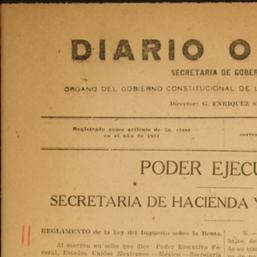 DIARIO O
SECRETARIA DE GOBER
ORGANO DEL GOBIERNO CONSTITUCIONAL DE L
Director: G. ENRIQUEZ S
Registrado como artículo de 2a. clase
en el año de 1884
PODER EJECU
SECRETARIA DE HACIENDA Y
REGLAMENTO de la Ley del Impuesto sobre la Renta.
Al margen un sello que dice: Poder Ejecutivo Fe-
deral. Estados Unidos Mexicanos.—México.—Secretaría